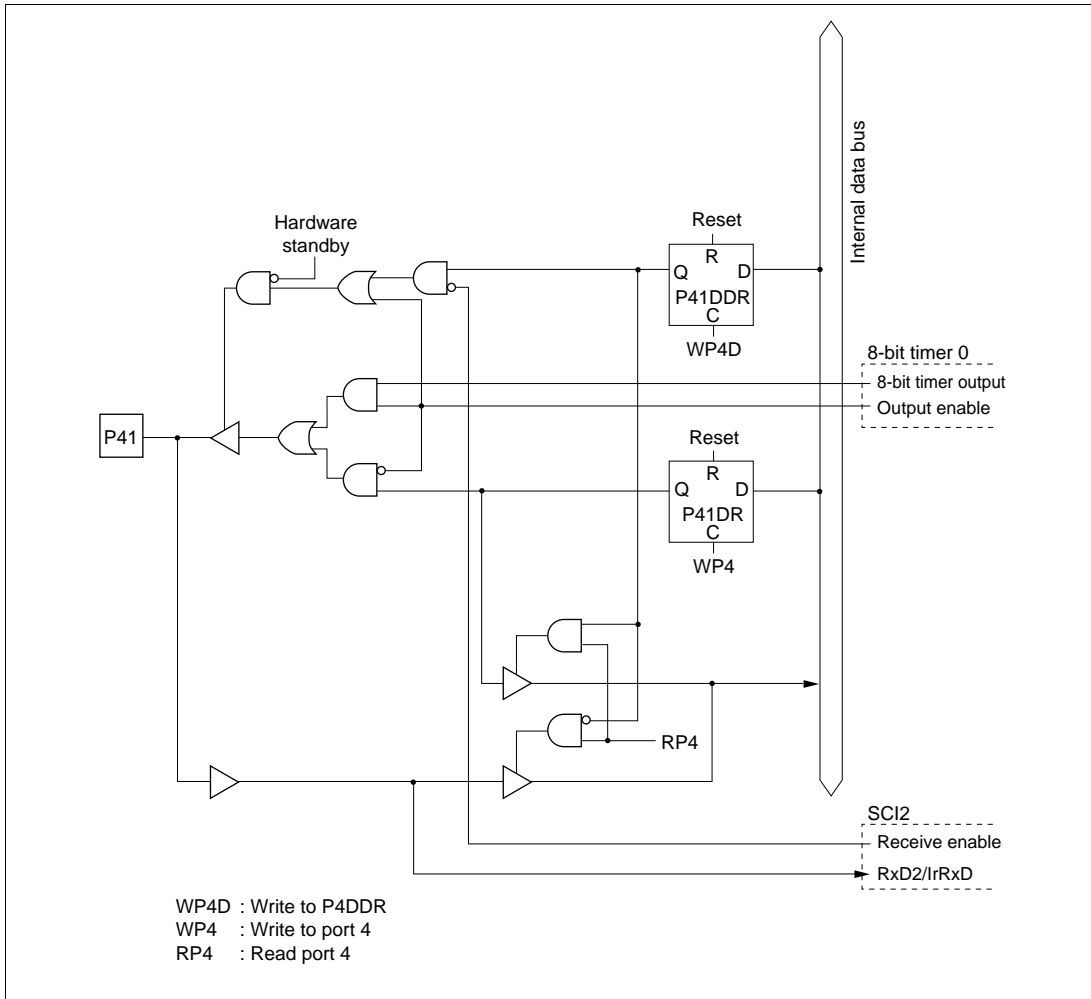 Hardware
standby
Reset
R
Q D
P41DDR
C
WP4D
Internal data bus
8-bit timer 0
8-bit timer output
Output enable
P41
Reset
R
Q D
P41DR
C
WP4
RP4
SCI2
Receive enable
RxD2/IrRxD
WP4D : Write to P4DDR
WP4 : Write to port 4
RP4 : Read port 4